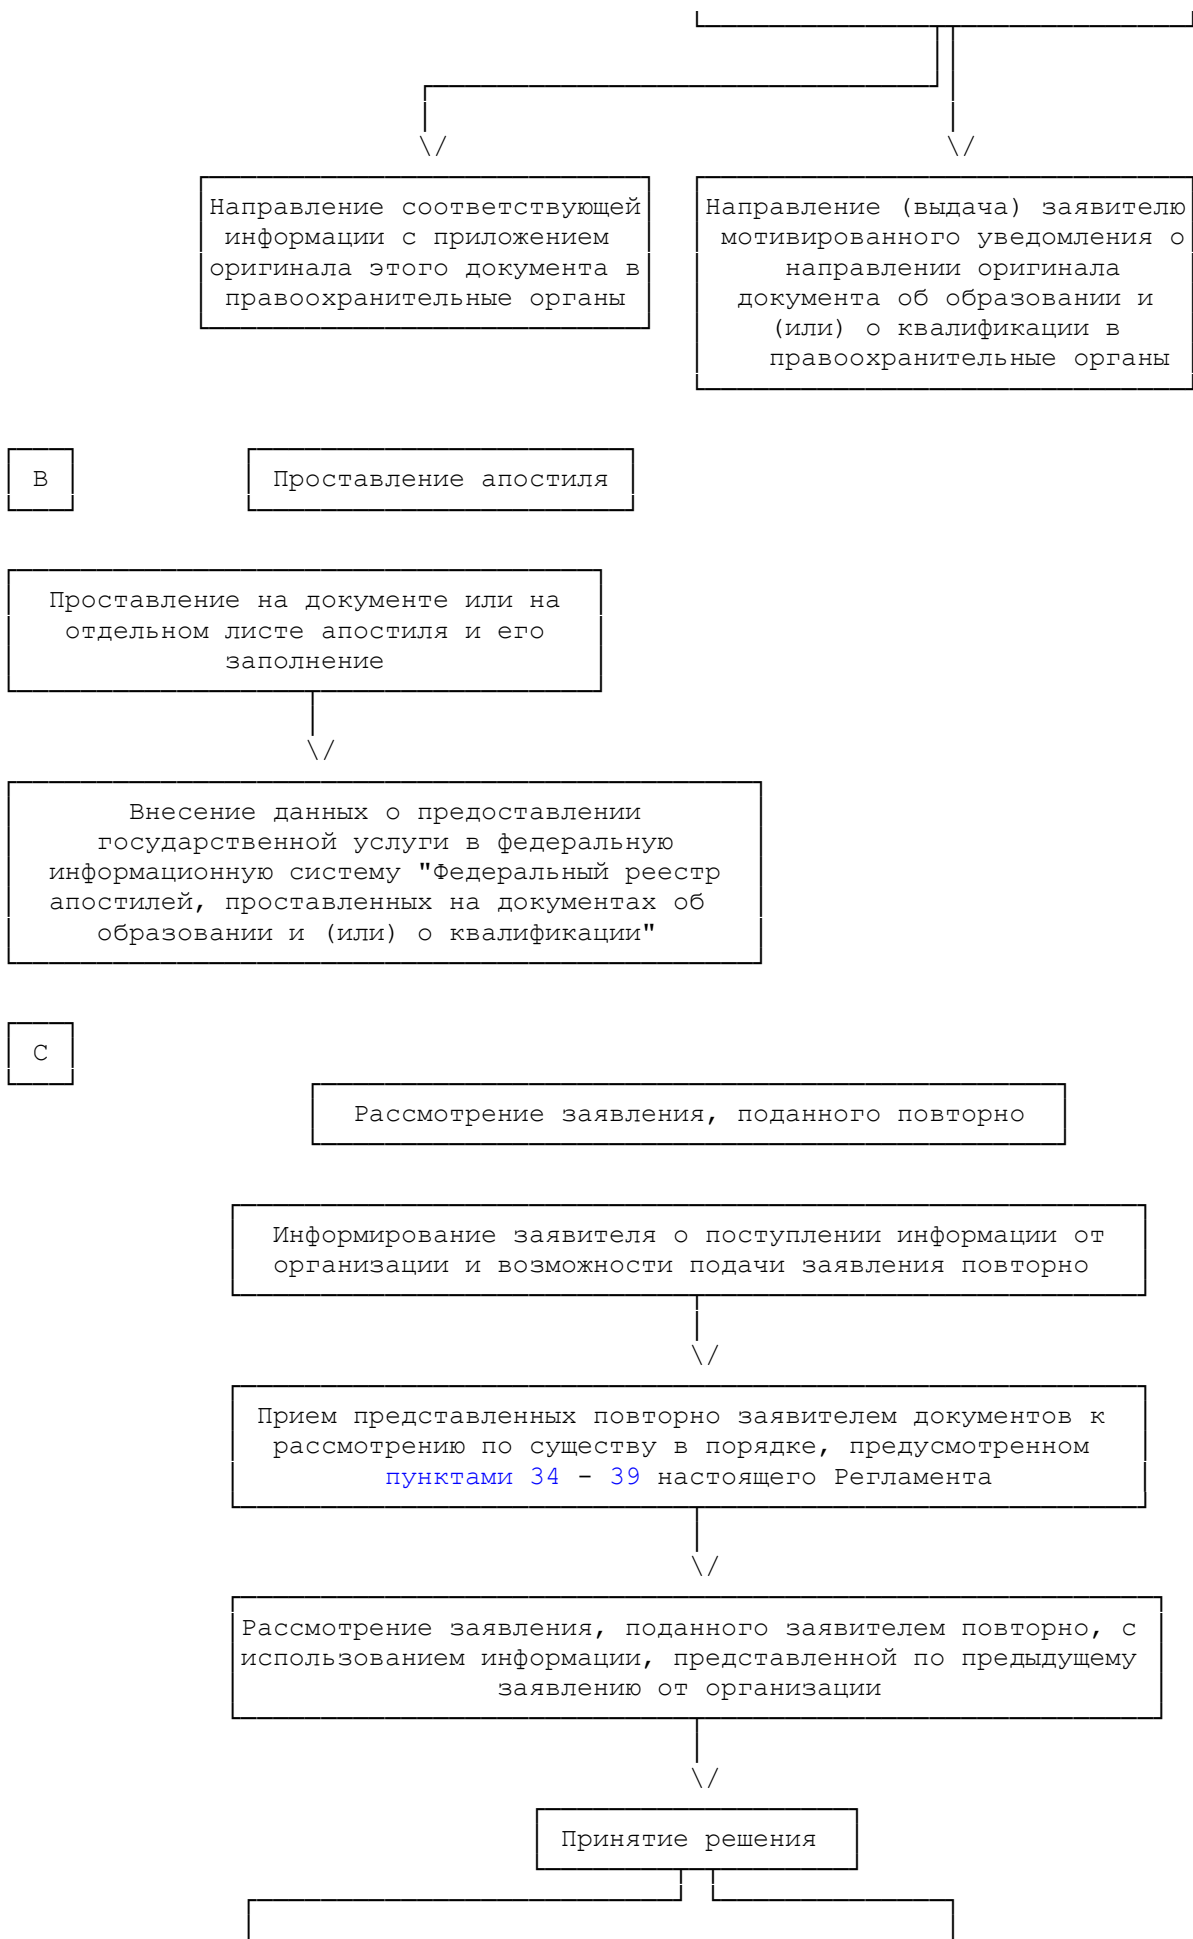 Направление соответствующей
информации с приложением
оригинала этого документа в
правоохранительные органы
Направление (выдача) заявителю
мотивированного уведомления о
направлении оригинала
документа об образовании и
(или) о квалификации в
правоохранительные органы
B
Проставление апостиля
Проставление на документе или на
отдельном листе апостиля и его
заполнение
Внесение данных о предоставлении
государственной услуги в федеральную
информационную систему "Федеральный реестр
апостилей, проставленных на документах об
образовании и (или) о квалификации"
C
Рассмотрение заявления, поданного повторно
Информирование заявителя о поступлении информации от
организации и возможности подачи заявления повторно
Прием представленных повторно заявителем документов к
рассмотрению по существу в порядке, предусмотренном
пунктами 34 - 39 настоящего Регламента
Рассмотрение заявления, поданного заявителем повторно, с
использованием информации, представленной по предыдущему
заявлению от организации
Принятие решения